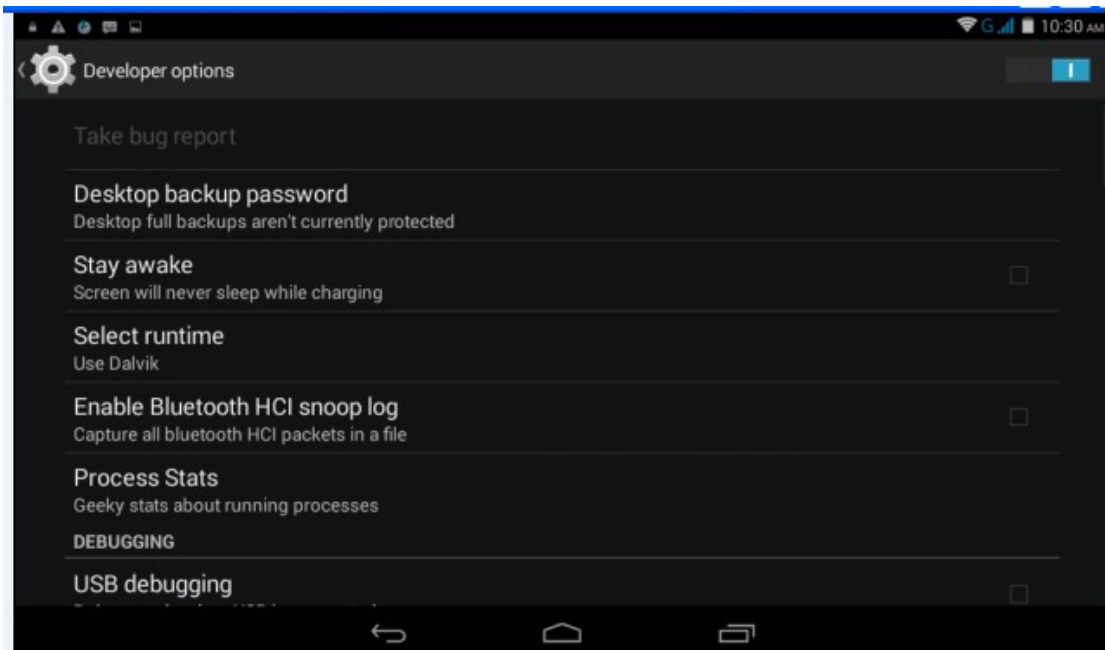 G 10:30 AM
Developer options
Take bug report
Desktop backup password
Desktop full backups aren't currently protected
Stay awake
Screen will never sleep while charging
Select runtime
Use Dalvik
Enable Bluetooth HCI snoop log
Capture all bluetooth HCI packets in a file
Process Stats
Geeky stats about running processes
DEBUGGING
USB debugging